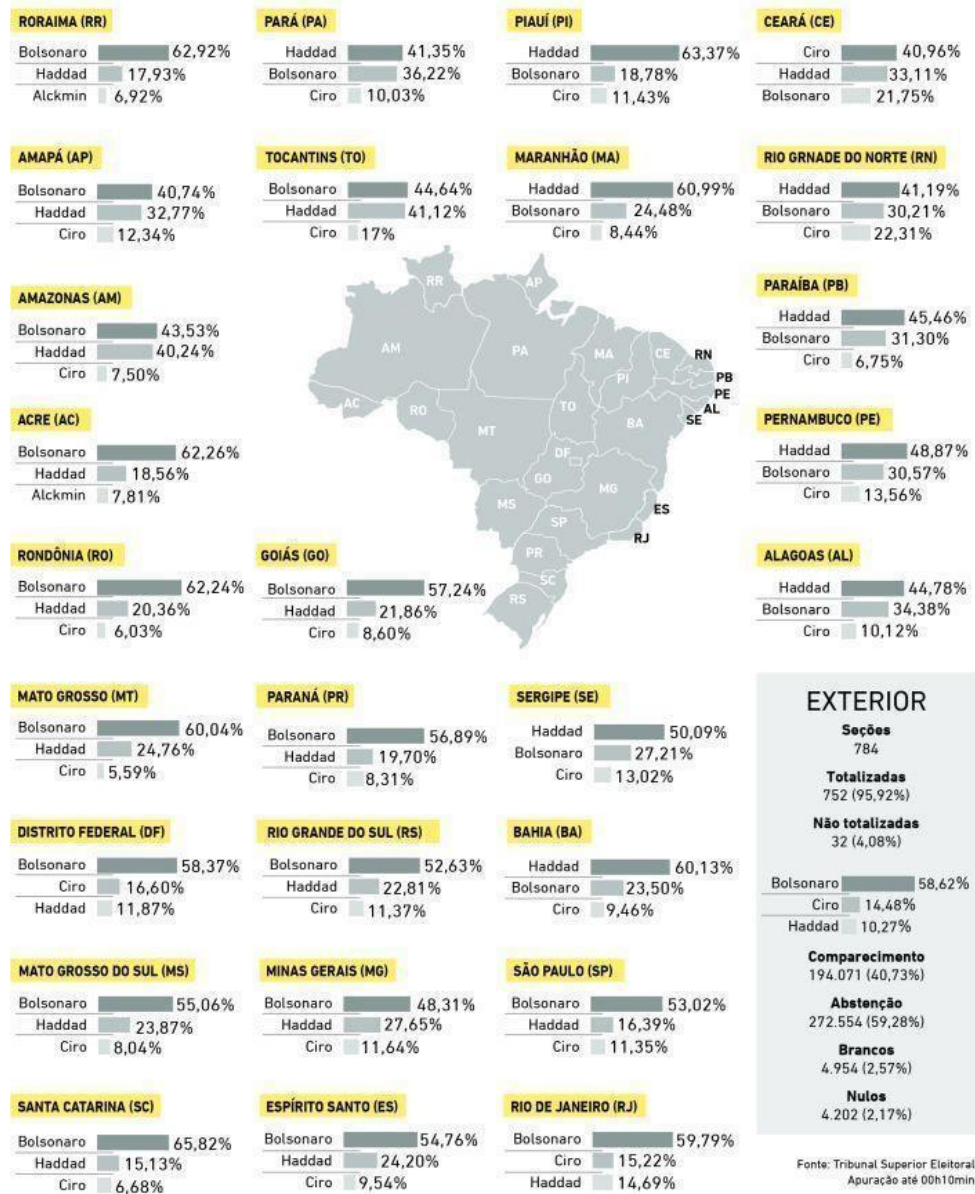 RORAIMA (RR)
Bolsonaro 62,92%
Haddad 17,93%
Alckmin 6,92%
PARÁ (PA)
Haddad 41,35%
Bolsonaro 36,22%
Ciro 10,03%
PIAUÍ (PI)
Haddad 63,37%
Bolsonaro 18,78%
Ciro 11,43%
CEARÁ (CE)
Ciro 40,96%
Haddad 33,11%
Bolsonaro 21,75%
AMAPÁ (AP)
Bolsonaro 40,74%
Haddad 32,77%
Ciro 12,34%
TOCANTINS (TO)
Bolsonaro 44,64%
Haddad 41,12%
Ciro 17%
MARANHÃO (MA)
Haddad 60,99%
Bolsonaro 24,48%
Ciro 8,44%
RIO GRNADE DO NORTE (RN)
Haddad 41,19%
Bolsonaro 30,21%
Ciro 22,31%
AMAZONAS (AM)
Bolsonaro 43,53%
Haddad 40,24%
Ciro 7,50%
PARAÍBA (PB)
Haddad 45,46%
Bolsonaro 31,30%
Ciro 6,75%
ACRE (AC)
Bolsonaro 62,26%
Haddad 18,56%
Alckmin 7,81%
PERNAMBUCO (PE)
Haddad 48,87%
Bolsonaro 30,57%
Ciro 13,56%
RR
AP
AM
PA
MA
CE
RN
PI
PB
PE
AC
RO
TO
AL
SE
BA
MT
DF
GO
MG
MS
ES
SP
RJ
PR
SC
RS
RONDÔNIA (RO)
Bolsonaro 62,24%
Haddad 20,36%
Ciro 6,03%
GOIÁS (GO)
Bolsonaro 57,24%
Haddad 21,86%
Ciro 8,60%
ALAGOAS (AL)
Haddad 44,78%
Bolsonaro 34,38%
Ciro 10,12%
MATO GROSSO (MT)
Bolsonaro 60,04%
Haddad 24,76%
Ciro 5,59%
PARANÁ (PR)
Bolsonaro 56,89%
Haddad 19,70%
Ciro 8,31%
SERGIPE (SE)
Haddad 50,09%
Bolsonaro 27,21%
Ciro 13,02%
DISTRITO FEDERAL (DF)
Bolsonaro 58,37%
Ciro 16,60%
Haddad 11,87%
RIO GRANDE DO SUL (RS)
Bolsonaro 52,63%
Haddad 22,81%
Ciro 11,37%
BAHIA (BA)
Haddad 60,13%
Bolsonaro 23,50%
Ciro 9,46%
MATO GROSSO DO SUL (MS)
Bolsonaro 55,06%
Haddad 23,87%
Ciro 8,04%
MINAS GERAIS (MG)
Bolsonaro 48,31%
Haddad 27,65%
Ciro 11,64%
SÃO PAULO (SP)
Bolsonaro 53,02%
Haddad 16,39%
Ciro 11,35%
SANTA CATARINA (SC)
Bolsonaro 65,82%
Haddad 15,13%
Ciro 6,68%
ESPÍRITO SANTO (ES)
Bolsonaro 54,76%
Haddad 24,20%
Ciro 9,54%
RIO DE JANEIRO (RJ)
Bolsonaro 59,79%
Ciro 15,22%
Haddad 14,69%
EXTERIOR
Seções
784
Totalizadas
752 (95,92%)
Não totalizadas
32 (4,08%)
Bolsonaro 58,62%
Ciro 14,48%
Haddad 10,27%
Comparecimento
194.071 (40,73%)
Abstenção
272.554 (59,28%)
Brancos
4.954 (2,57%)
Nulos
4.202 (2,17%)
Fonte: Tribunal Superior Eleitoral
Apuração até 00h10min